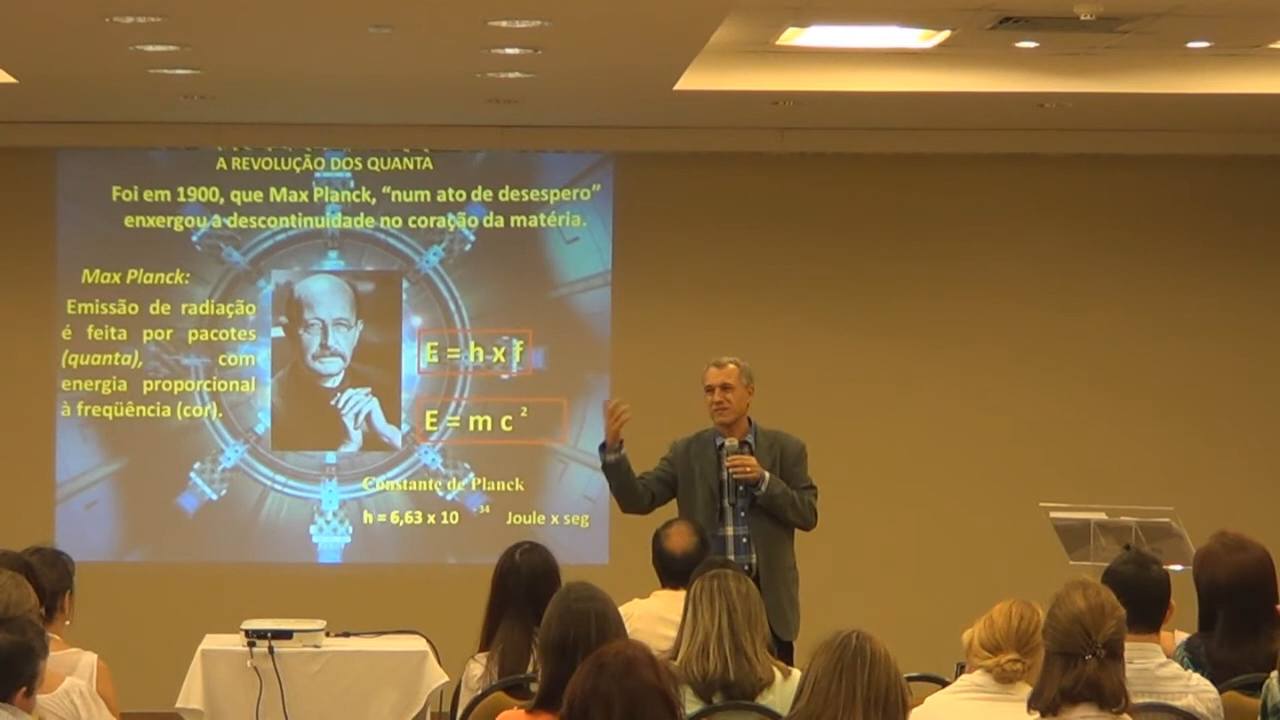 A REVOLUÇÃO DOS QUANTA
Foi em 1900, que Max Planck, “num ato de desespero”
enxergou a descontinuidade no coração da matéria.
Max Planck:
Emissão de radiação
é feita por pacotes
(quanta), com
energia proporcional
à freqüência (cor).
E = h x f
E = m c ²
Constante de Planck
h = 6,63 x 10 ⁻³⁴ Joule x seg